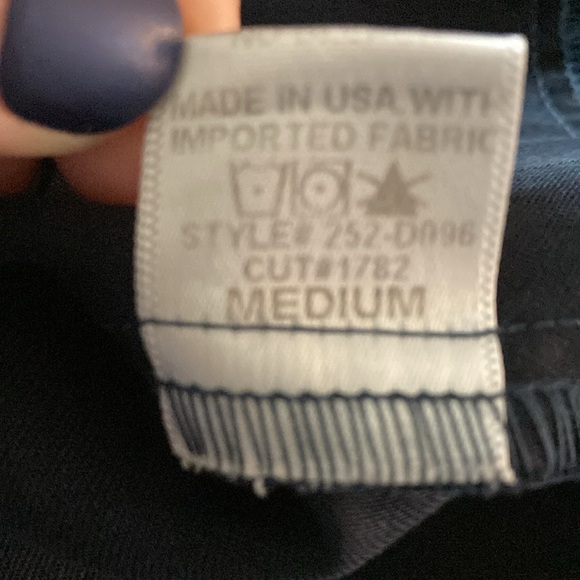 MADE IN USA WITH
IMPORTED FABRIC
STYLE# 252-D096
CUT#1782
MEDIUM